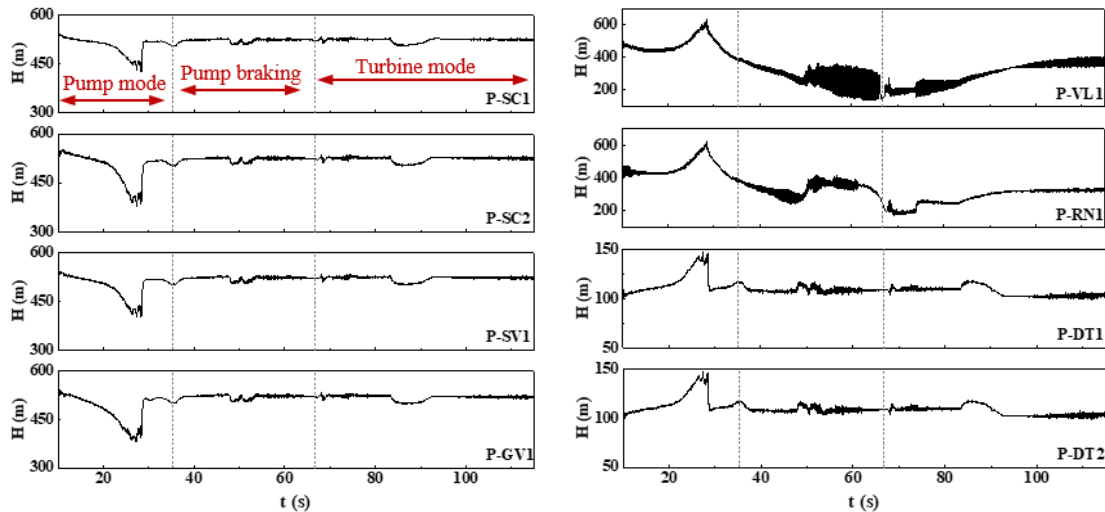 600
H (m)
450
300
Pump mode
Pump braking
Turbine mode
P-SC1
600
H (m)
450
300
P-SC2
600
H (m)
450
300
P-SV1
600
H (m)
450
300
P-GV1
20 40 60 80 100
t (s)
600
H (m)
400
200
P-VL1
600
H (m)
400
200
P-RN1
150
H (m)
100
50
P-DT1
150
H (m)
100
50
P-DT2
20 40 60 80 100
t (s)